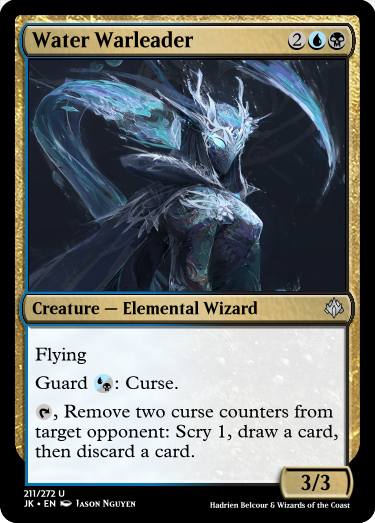 Water Warleader 2
Creature — Elemental Wizard
Flying
Guard : Curse.
, Remove two curse counters from
target opponent: Scry 1, draw a card,
then discard a card.
3/3
211/272 U
JK • EN Jason Nguyen
Hadrien Belcour & Wizards of the Coast